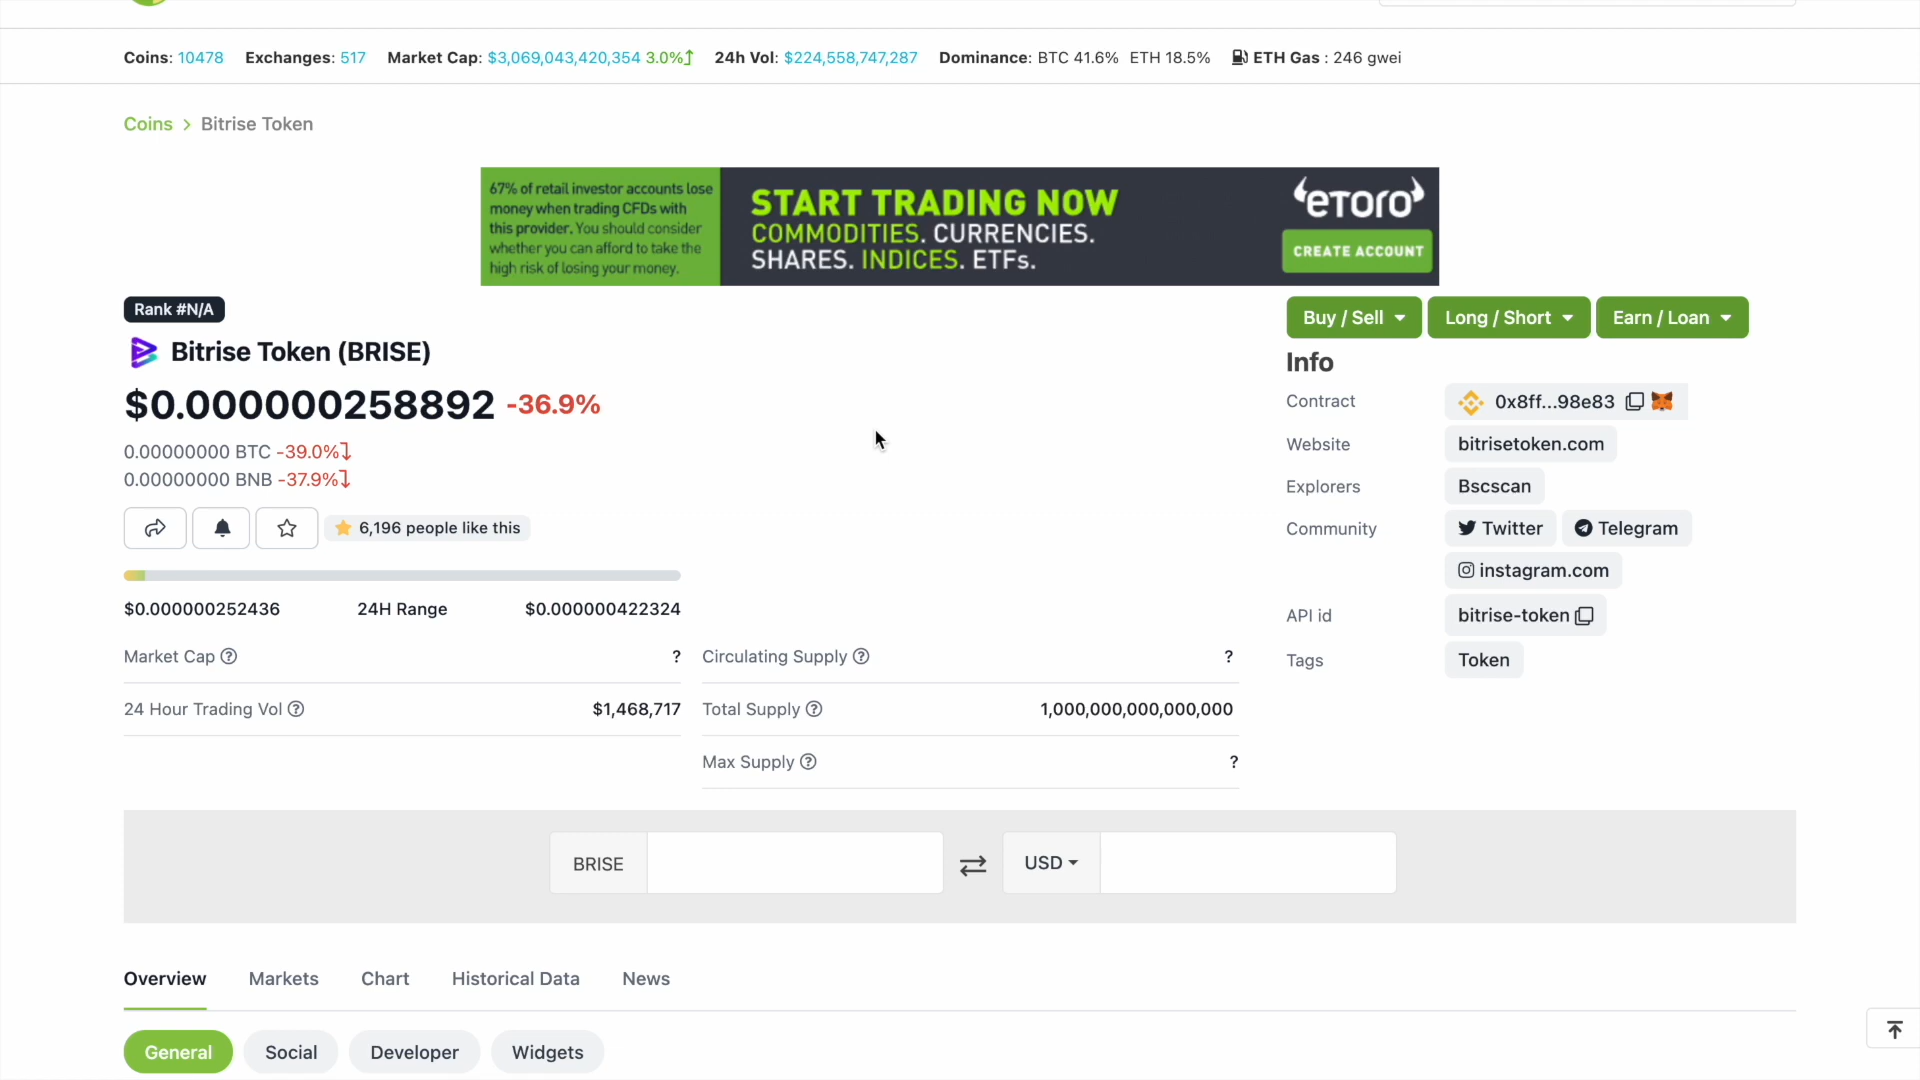 Coins: 10478 Exchanges: 517 Market Cap: $3,069,043,420,354 3.0% 24h Vol: $224,558,747,287 Dominance: BTC 41.6% ETH 18.5% ETH Gas : 246 gwei
Coins > Bitrise Token
67% of retail investor accounts lose
money when trading CFDs with
this provider. You should consider
whether you can afford to take the
high risk of losing your money.
START TRADING NOW
COMMODITIES. CURRENCIES.
SHARES. INDICES. ETFs.
eToro
CREATE ACCOUNT
Rank #N/A
Bitrise Token (BRISE)
$0.000000258892 -36.9%
0.00000000 BTC -39.0%
0.00000000 BNB -37.9%
6,196 people like this
$0.000000252436 24H Range $0.000000422324
Market Cap ? ?
24 Hour Trading Vol ? $1,468,717
Circulating Supply ? ?
Total Supply ? 1,000,000,000,000,000
Max Supply ? ?
Buy / Sell Long / Short Earn / Loan
Info
Contract 0x8ff...98e83
Website bitrisetoken.com
Explorers Bscscan
Community Twitter Telegram
instagram.com
API id bitrise-token
Tags Token
BRISE USD
Overview Markets Chart Historical Data News
General Social Developer Widgets